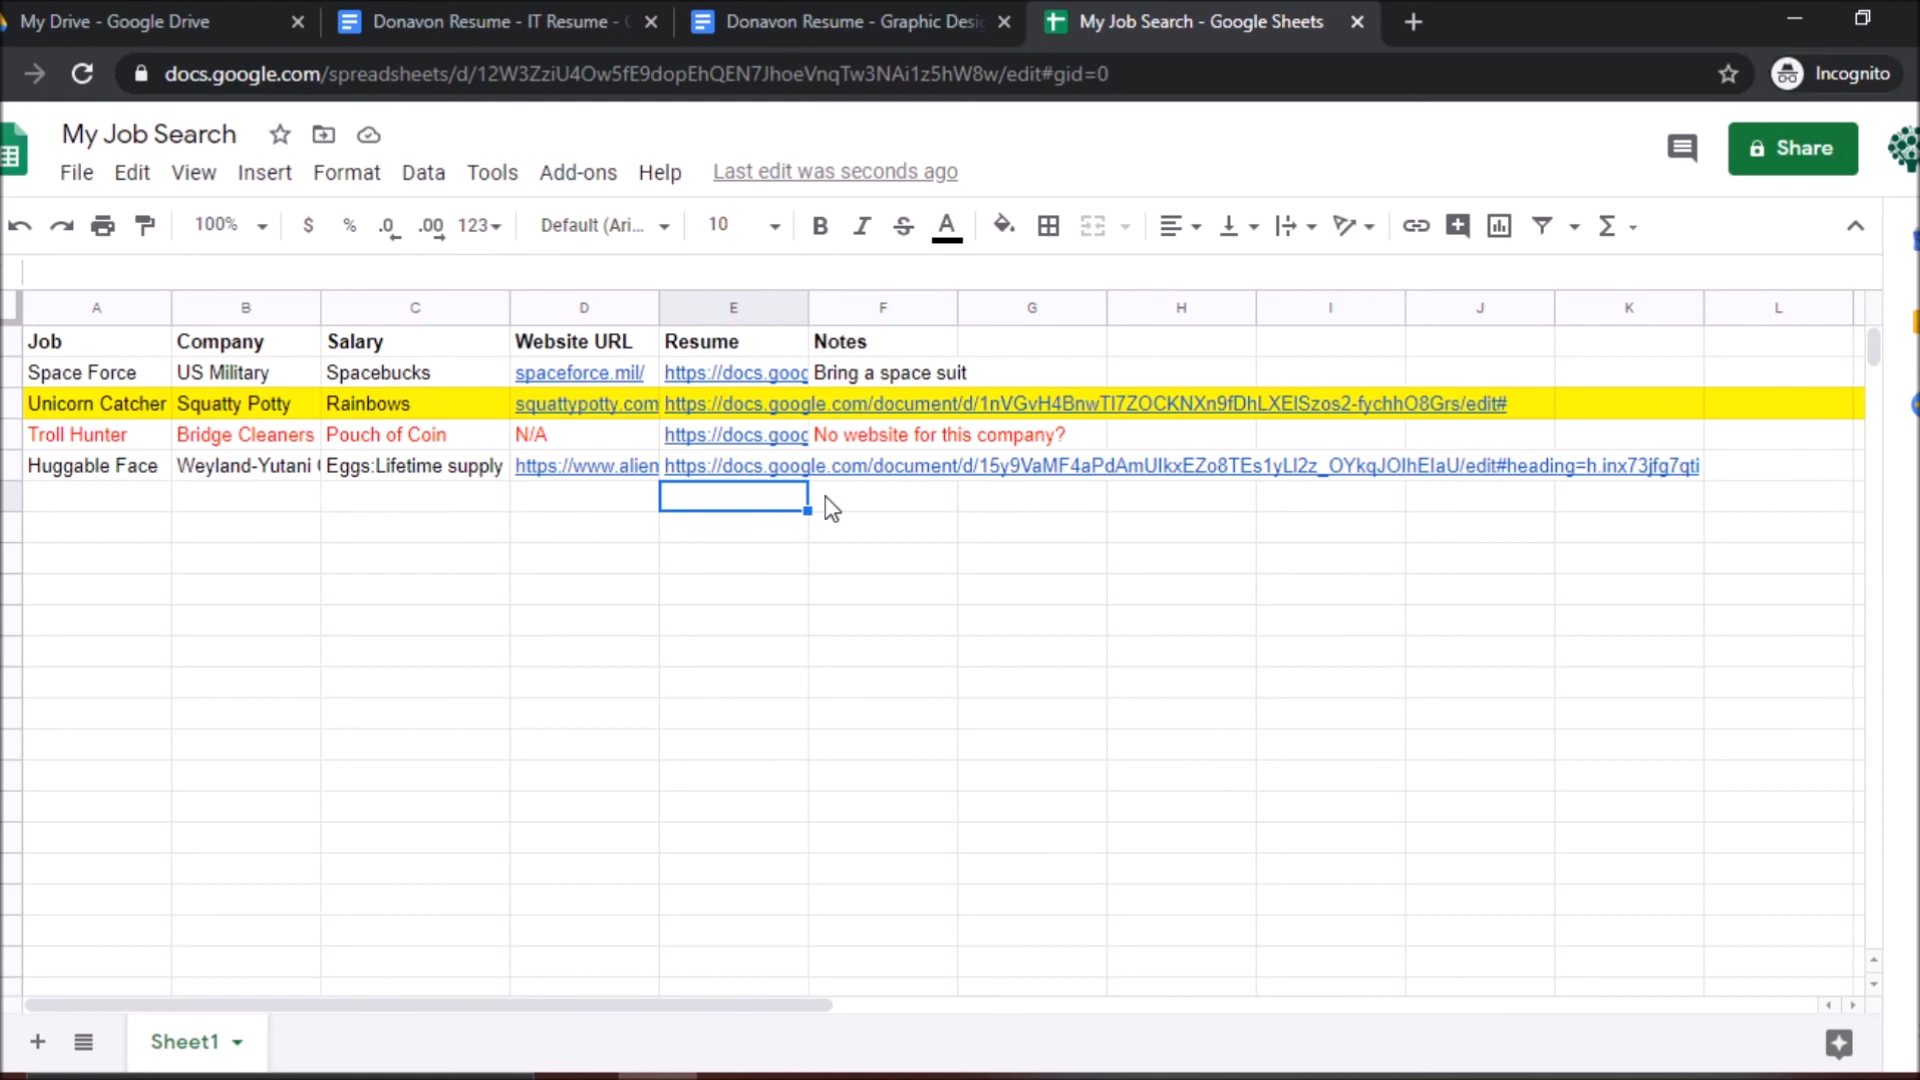 My Drive - Google Drive
Donavon Resume - IT Resume -
Donavon Resume - Graphic Desi
My Job Search - Google Sheets
docs.google.com/spreadsheets/d/12W3ZziU4Ow5fE9dopEhQEN7JhoeVnqTw3NAi1z5hW8w/edit#gid=0
Incognito
My Job Search
Share
File Edit View Insert Format Data Tools Add-ons Help Last edit was seconds ago
100% $ % .0 .00 123 Default (Ari... 10 B I S A Σ
A B C D E F G H I J K L
Job Company Salary Website URL Resume Notes
Space Force US Military Spacebucks spaceforce.mil/ https://docs.goog Bring a space suit
Unicorn Catcher Squatty Potty Rainbows squattypotty.com https://docs.google.com/document/d/1nVGvH4BnwTI7ZOCKNXn9fDhLXElSzos2-fychhO8Grs/edit#
Troll Hunter Bridge Cleaners Pouch of Coin N/A https://docs.goog No website for this company?
Huggable Face Weyland-Yutani Eggs:Lifetime supply https://www.alien https://docs.google.com/document/d/15y9VaMF4aPdAmUIkxEZo8TEs1yLl2z_OYkqJOIhEIaU/edit#heading=h.inx73jfg7qti
Sheet1